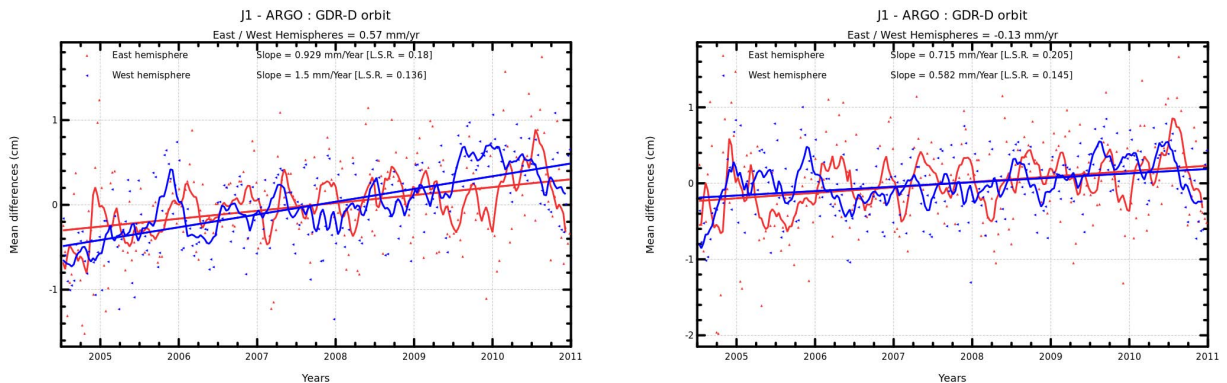 J1 - ARGO : GDR-D orbit
East / West Hemispheres = 0.57 mm/yr
East hemisphere Slope = 0.929 mm/Year [L.S.R. = 0.18]
West hemisphere Slope = 1.5 mm/Year [L.S.R. = 0.136]
Mean differences (cm)
1
0
-1
2005 2006 2007 2008 2009 2010 2011
Years
J1 - ARGO : GDR-D orbit
East / West Hemispheres = -0.13 mm/yr
East hemisphere Slope = 0.715 mm/Year [L.S.R. = 0.205]
West hemisphere Slope = 0.582 mm/Year [L.S.R. = 0.145]
Mean differences (cm)
1
0
-1
-2
2005 2006 2007 2008 2009 2010 2011
Years